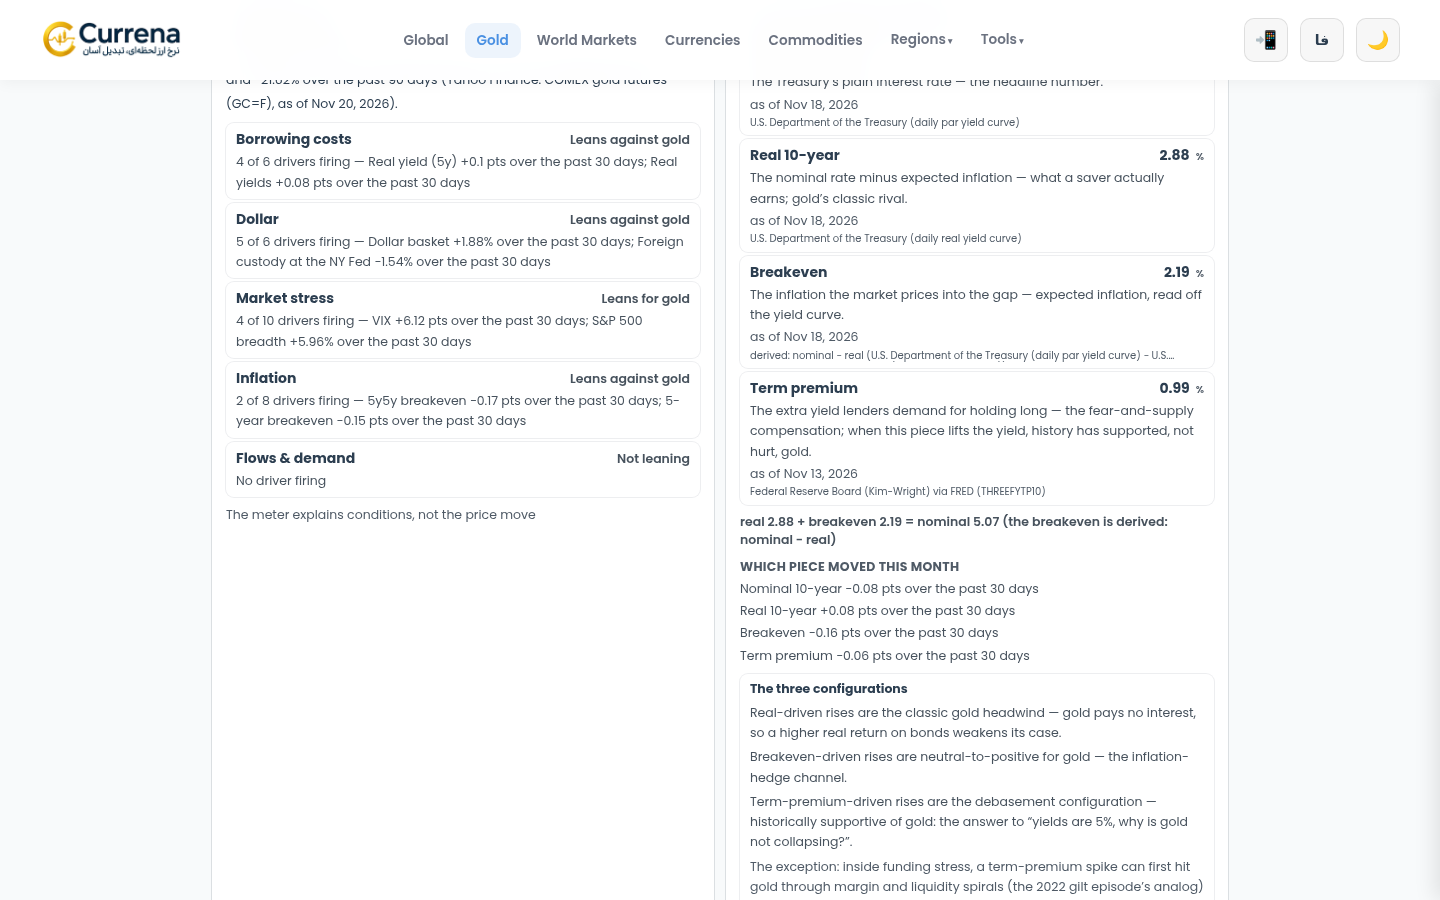 Currena
نرخ ارز لحظه‌ای، تبدیل آسان
Global
Gold
World Markets
Currencies
Commodities
Regions ▾
Tools ▾
فا
and -21.62% over the past 90 days (Yahoo Finance: COMEX gold futures
(GC=F), as of Nov 20, 2026).
Borrowing costs
Leans against gold
4 of 6 drivers firing — Real yield (5y) +0.1 pts over the past 30 days; Real
yields +0.08 pts over the past 30 days
Dollar
Leans against gold
5 of 6 drivers firing — Dollar basket +1.88% over the past 30 days; Foreign
custody at the NY Fed -1.54% over the past 30 days
Market stress
Leans for gold
4 of 10 drivers firing — VIX +6.12 pts over the past 30 days; S&P 500
breadth +5.96% over the past 30 days
Inflation
Leans against gold
2 of 8 drivers firing — 5y5y breakeven -0.17 pts over the past 30 days; 5-
year breakeven -0.15 pts over the past 30 days
Flows & demand
Not leaning
No driver firing
The meter explains conditions, not the price move
The Treasury's plain interest rate — the headline number.
as of Nov 18, 2026
U.S. Department of the Treasury (daily par yield curve)
Real 10-year
2.88 %
The nominal rate minus expected inflation — what a saver actually
earns; gold's classic rival.
as of Nov 18, 2026
U.S. Department of the Treasury (daily real yield curve)
Breakeven
2.19 %
The inflation the market prices into the gap — expected inflation, read off
the yield curve.
as of Nov 18, 2026
derived: nominal - real (U.S. Department of the Treasury (daily par yield curve) - U.S....
Term premium
0.99 %
The extra yield lenders demand for holding long — the fear-and-supply
compensation; when this piece lifts the yield, history has supported, not
hurt, gold.
as of Nov 13, 2026
Federal Reserve Board (Kim-Wright) via FRED (THREEFYTP10)
real 2.88 + breakeven 2.19 = nominal 5.07 (the breakeven is derived:
nominal - real)
WHICH PIECE MOVED THIS MONTH
Nominal 10-year -0.08 pts over the past 30 days
Real 10-year +0.08 pts over the past 30 days
Breakeven -0.16 pts over the past 30 days
Term premium -0.06 pts over the past 30 days
The three configurations
Real-driven rises are the classic gold headwind — gold pays no interest,
so a higher real return on bonds weakens its case.
Breakeven-driven rises are neutral-to-positive for gold — the inflation-
hedge channel.
Term-premium-driven rises are the debasement configuration —
historically supportive of gold: the answer to “yields are 5%, why is gold
not collapsing?”.
The exception: inside funding stress, a term-premium spike can first hit
gold through margin and liquidity spirals (the 2022 gilt episode's analog)